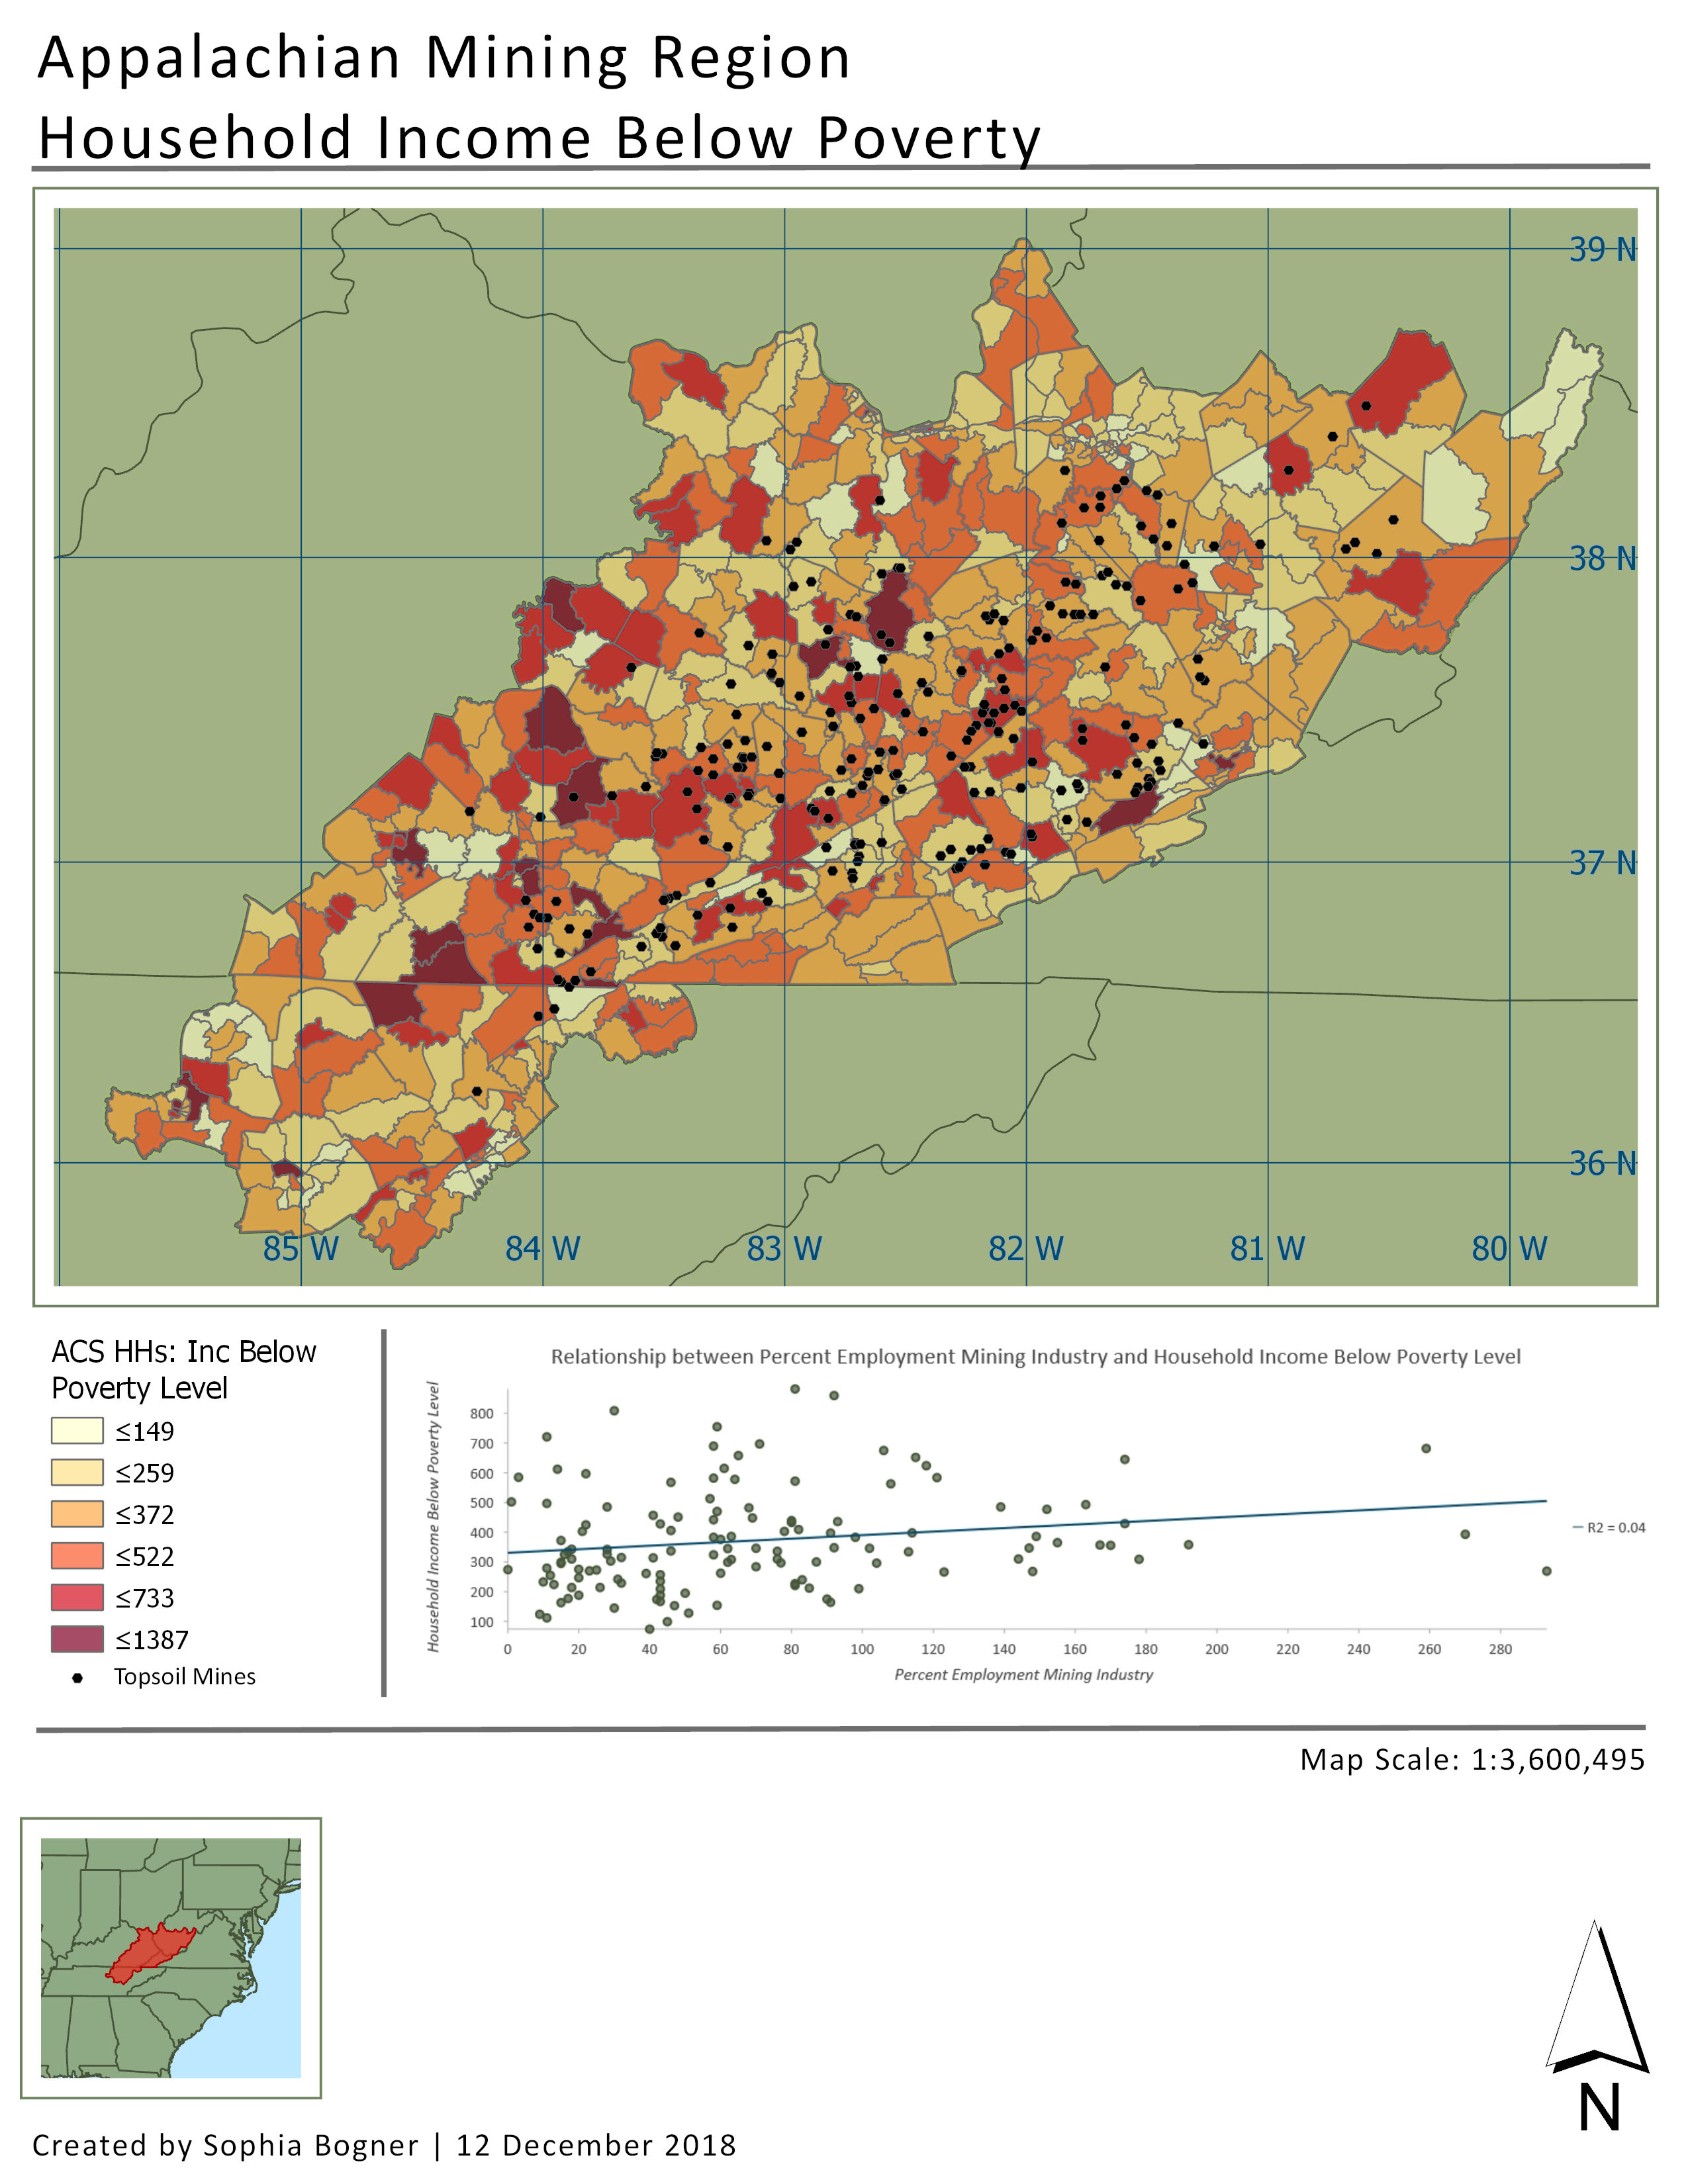 Appalachian Mining Region
Household Income Below Poverty
39 N
38 N
37 N
36 N
85 W
84 W
83 W
82 W
81 W
80 W
ACS HHs: Inc Below
Poverty Level
≤149
≤259
≤372
≤522
≤733
≤1387
Topsoil Mines
Relationship between Percent Employment Mining Industry and Household Income Below Poverty Level
Household Income Below Poverty Level
800
700
600
500
400
300
200
100
0 20 40 60 80 100 120 140 160 180 200 220 240 260 280
Percent Employment Mining Industry
R2 = 0.04
Map Scale: 1:3,600,495
N
Created by Sophia Bogner | 12 December 2018